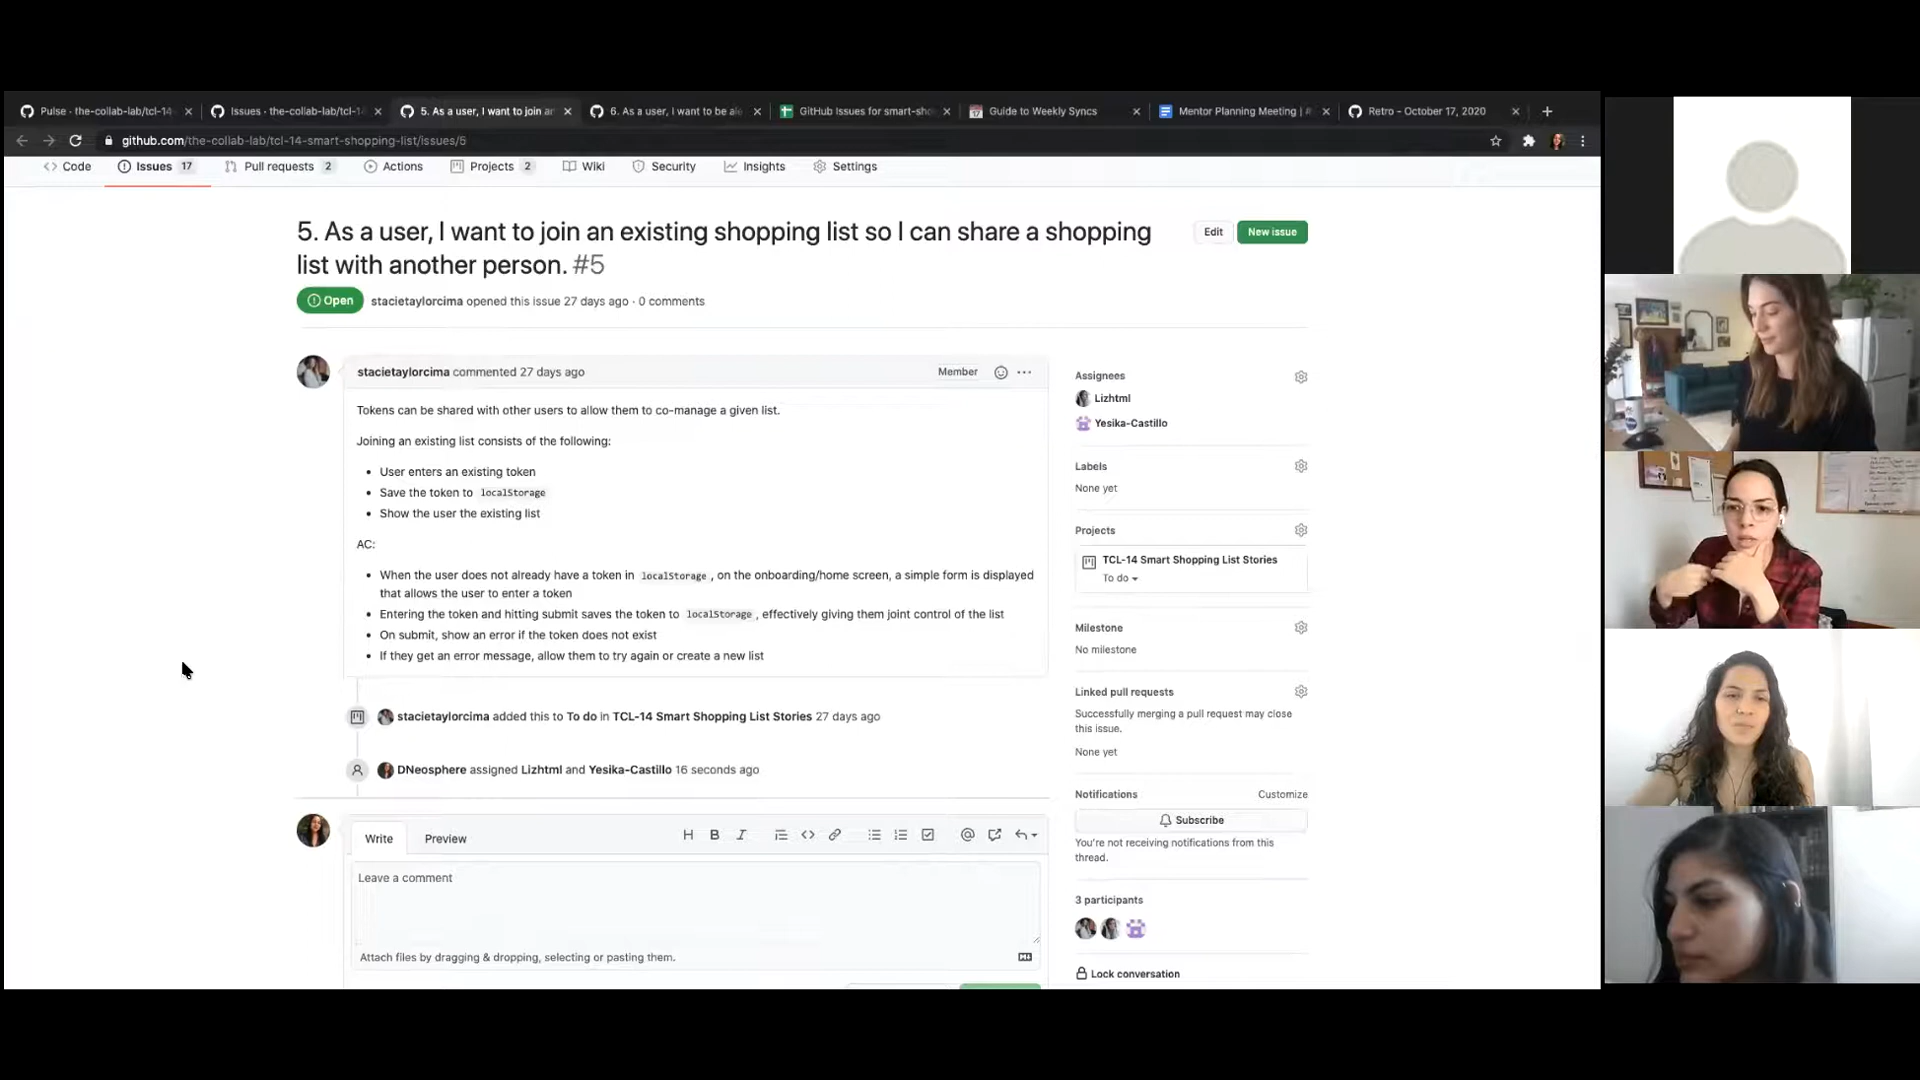 Pulse · the-collab-lab/tcl-14-
Issues · the-collab-lab/tcl-1
5. As a user, I want to join an
6. As a user, I want to be
GitHub Issues for smart-sho
Guide to Weekly Syncs
Mentor Planning Meeting | #
Retro - October 17, 2020
github.com/the-collab-lab/tcl-14-smart-shopping-list/issues/5
Code
Issues 17
Pull requests 2
Actions
Projects 2
Wiki
Security
Insights
Settings
5. As a user, I want to join an existing shopping list so I can share a shopping
list with another person. #5
Edit
New issue
Open
stacietaylorcima opened this issue 27 days ago · 0 comments
stacietaylorcima commented 27 days ago
Member
Tokens can be shared with other users to allow them to co-manage a given list.
Joining an existing list consists of the following:
• User enters an existing token
• Save the token to localStorage
• Show the user the existing list
AC:
• When the user does not already have a token in localStorage, on the onboarding/home screen, a simple form is displayed
that allows the user to enter a token
• Entering the token and hitting submit saves the token to localStorage, effectively giving them joint control of the list
• On submit, show an error if the token does not exist
• If they get an error message, allow them to try again or create a new list
stacietaylorcima added this to To do in TCL-14 Smart Shopping List Stories 27 days ago
DNeosphere assigned Lizhtml and Yesika-Castillo 16 seconds ago
Write
Preview
Leave a comment
Attach files by dragging & dropping, selecting or pasting them.
Assignees
Lizhtml
Yesika-Castillo
Labels
None yet
Projects
TCL-14 Smart Shopping List Stories
To do
Milestone
No milestone
Linked pull requests
Successfully merging a pull request may close
this issue.
None yet
Notifications
Customize
Subscribe
You're not receiving notifications from this
thread.
3 participants
Lock conversation